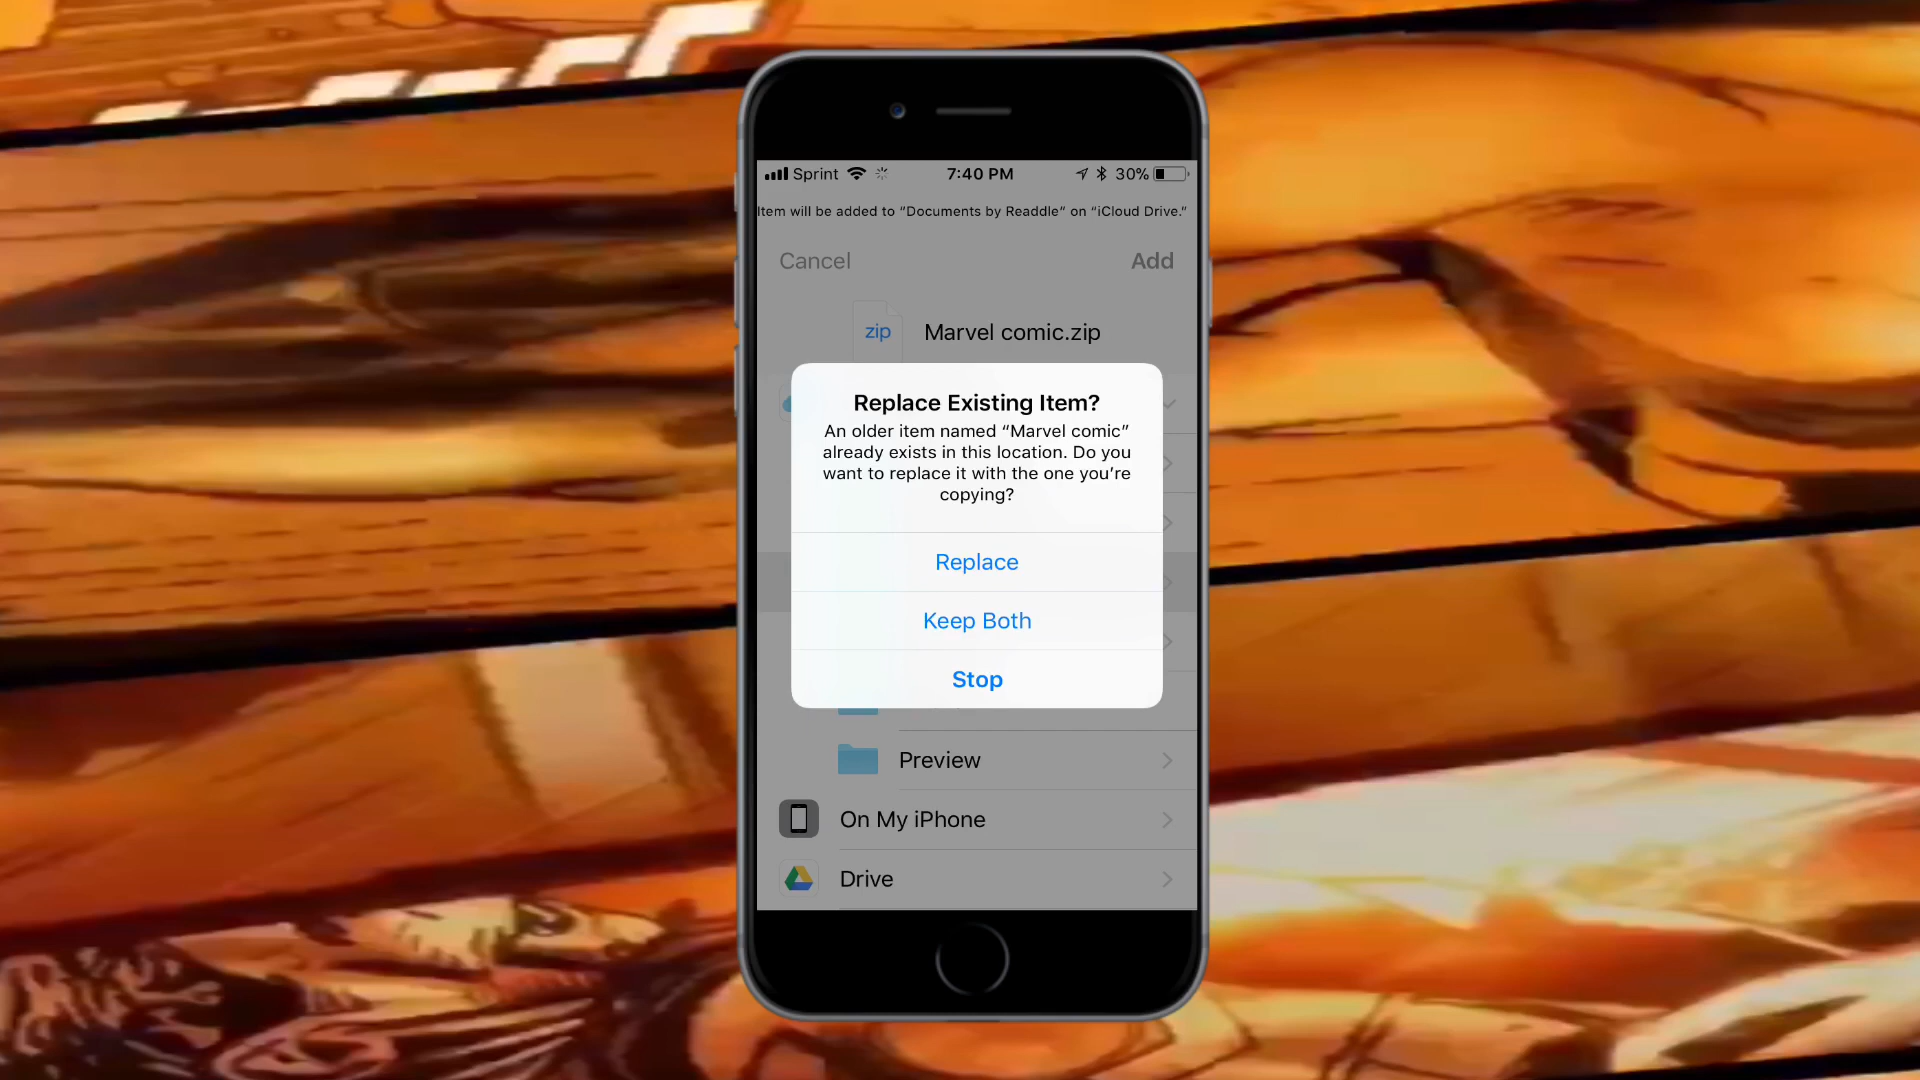 Sprint 7:40 PM 30%
Item will be added to “Documents by Readdle” on “iCloud Drive.”
Cancel Add
zip Marvel comic.zip
Replace Existing Item?
An older item named “Marvel comic”
already exists in this location. Do you
want to replace it with the one you’re
copying?
Replace
Keep Both
Stop
Preview
On My iPhone
Drive